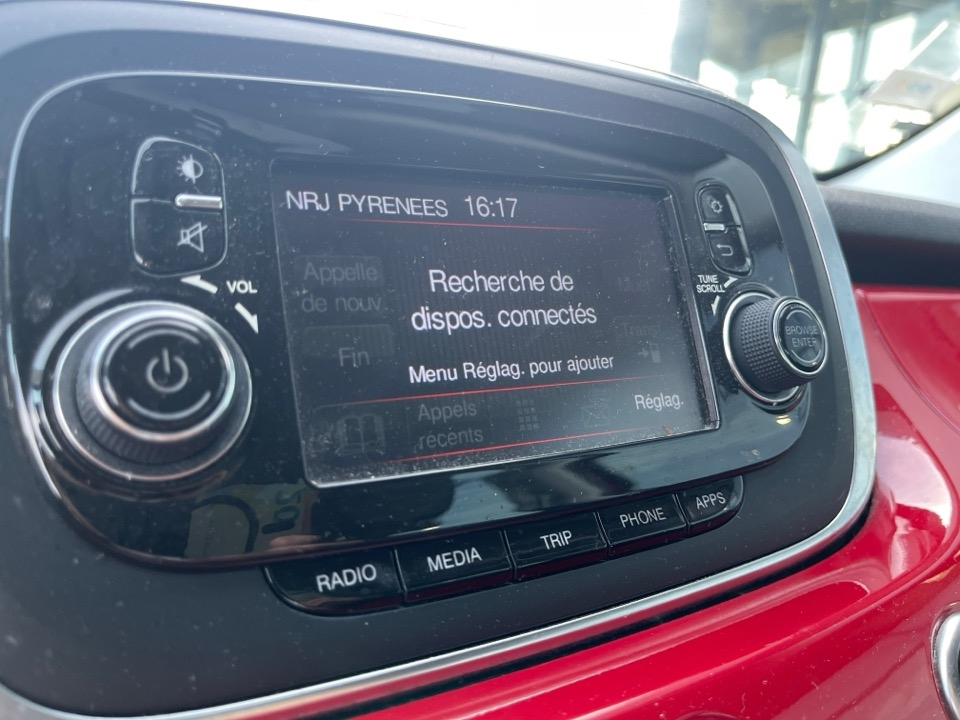 NRJ PYRENEES 16:17
Appelle
de nouv.
Recherche de
dispos. connectés
Fin
Menu Réglag. pour ajouter
Appels
récents
Réglag.
VOL
TUNE
SCROLL
BROWSE
ENTER
RADIO
MEDIA
TRIP
PHONE
APPS